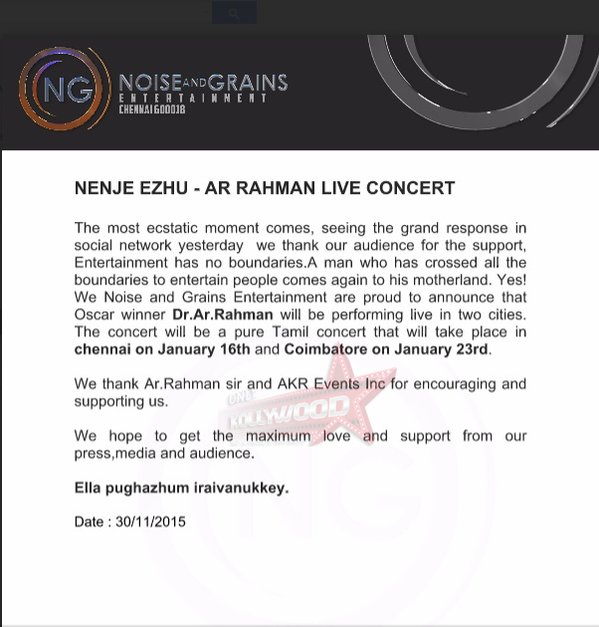 NG NOISE AND GRAINS
ENTERTAINMENT
CHENNAI 600018
NENJE EZHU - AR RAHMAN LIVE CONCERT
The most ecstatic moment comes, seeing the grand response in
social network yesterday we thank our audience for the support,
Entertainment has no boundaries.A man who has crossed all the
boundaries to entertain people comes again to his motherland. Yes!
We Noise and Grains Entertainment are proud to announce that
Oscar winner Dr.Ar.Rahman will be performing live in two cities.
The concert will be a pure Tamil concert that will take place in
chennai on January 16th and Coimbatore on January 23rd.
We thank Ar.Rahman sir and AKR Events Inc for encouraging and
supporting us.
ONLY
KOLLYWOOD
We hope to get the maximum love and support from our
press,media and audience.
NG
Ella pughazhum iraivanukkey.
Date : 30/11/2015